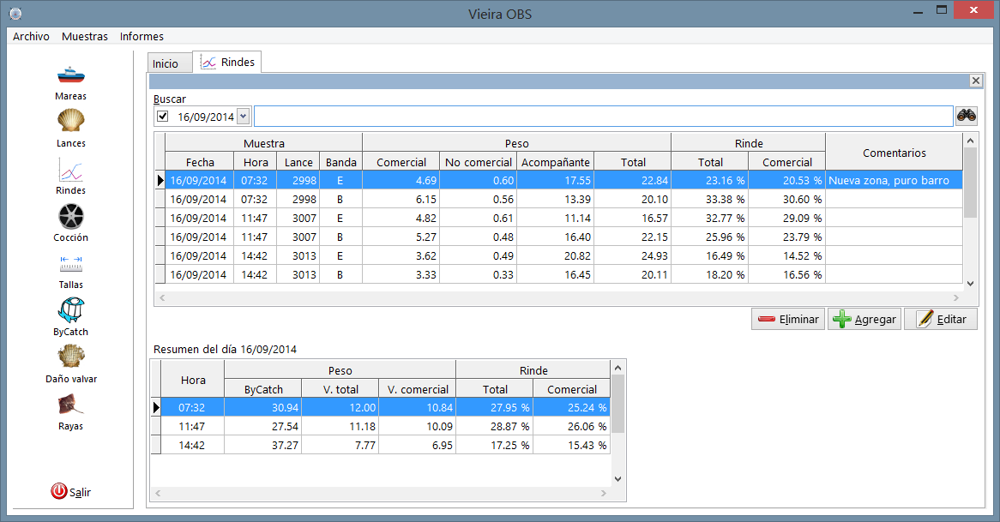 Vieira OBS
Archivo Muestras Informes
Mareas
Lances
Rindes
Cocción
Tallas
ByCatch
Daño valvar
Rayas
Salir
Inicio Rindes
Buscar
16/09/2014
Muestra Peso Rinde Comentarios
Fecha Hora Lance Banda Comercial No comercial Acompañante Total Total Comercial
16/09/2014 07:32 2998 E 4.69 0.60 17.55 22.84 23.16 % 20.53 % Nueva zona, puro barro
16/09/2014 07:32 2998 B 6.15 0.56 13.39 20.10 33.38 % 30.60 %
16/09/2014 11:47 3007 E 4.82 0.61 11.14 16.57 32.77 % 29.09 %
16/09/2014 11:47 3007 B 5.27 0.48 16.40 22.15 25.96 % 23.79 %
16/09/2014 14:42 3013 E 3.62 0.49 20.82 24.93 16.49 % 14.52 %
16/09/2014 14:42 3013 B 3.33 0.33 16.45 20.11 18.20 % 16.56 %
Eliminar Agregar Editar
Resumen del día 16/09/2014
Hora Peso Rinde
ByCatch V. total V. comercial Total Comercial
07:32 30.94 12.00 10.84 27.95 % 25.24 %
11:47 27.54 11.18 10.09 28.87 % 26.06 %
14:42 37.27 7.77 6.95 17.25 % 15.43 %